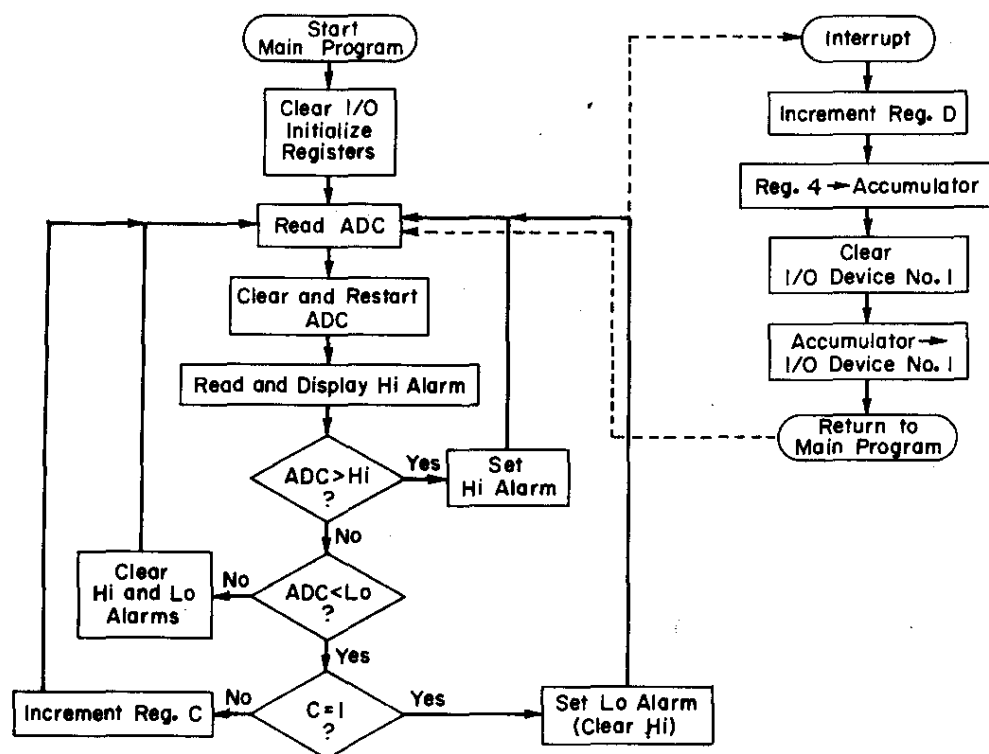 Start
Main Program
Clear I/O
Initialize
Registers
Read ADC
Clear and Restart
ADC
Read and Display Hi Alarm
ADC>Hi
?
Yes
Set
Hi Alarm
No
ADC<Lo
?
No
Clear
Hi and Lo
Alarms
Yes
C=1
?
No
Increment Reg. C
Yes
Set Lo Alarm
(Clear Hi)
Interrupt
Increment Reg. D
Reg. 4→Accumulator
Clear
I/O Device No. 1
Accumulator→
I/O Device No. 1
Return to
Main Program